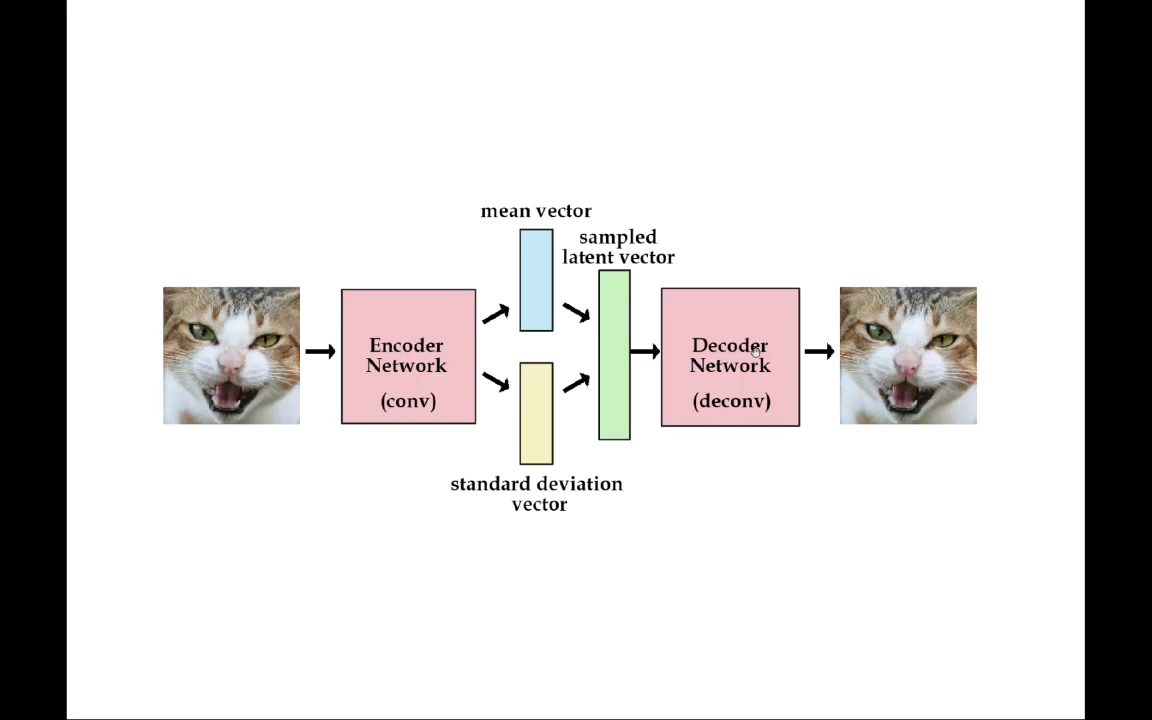 mean vector
sampled
latent vector
Encoder
Network
(conv)
Decoder
Network
(deconv)
standard deviation
vector